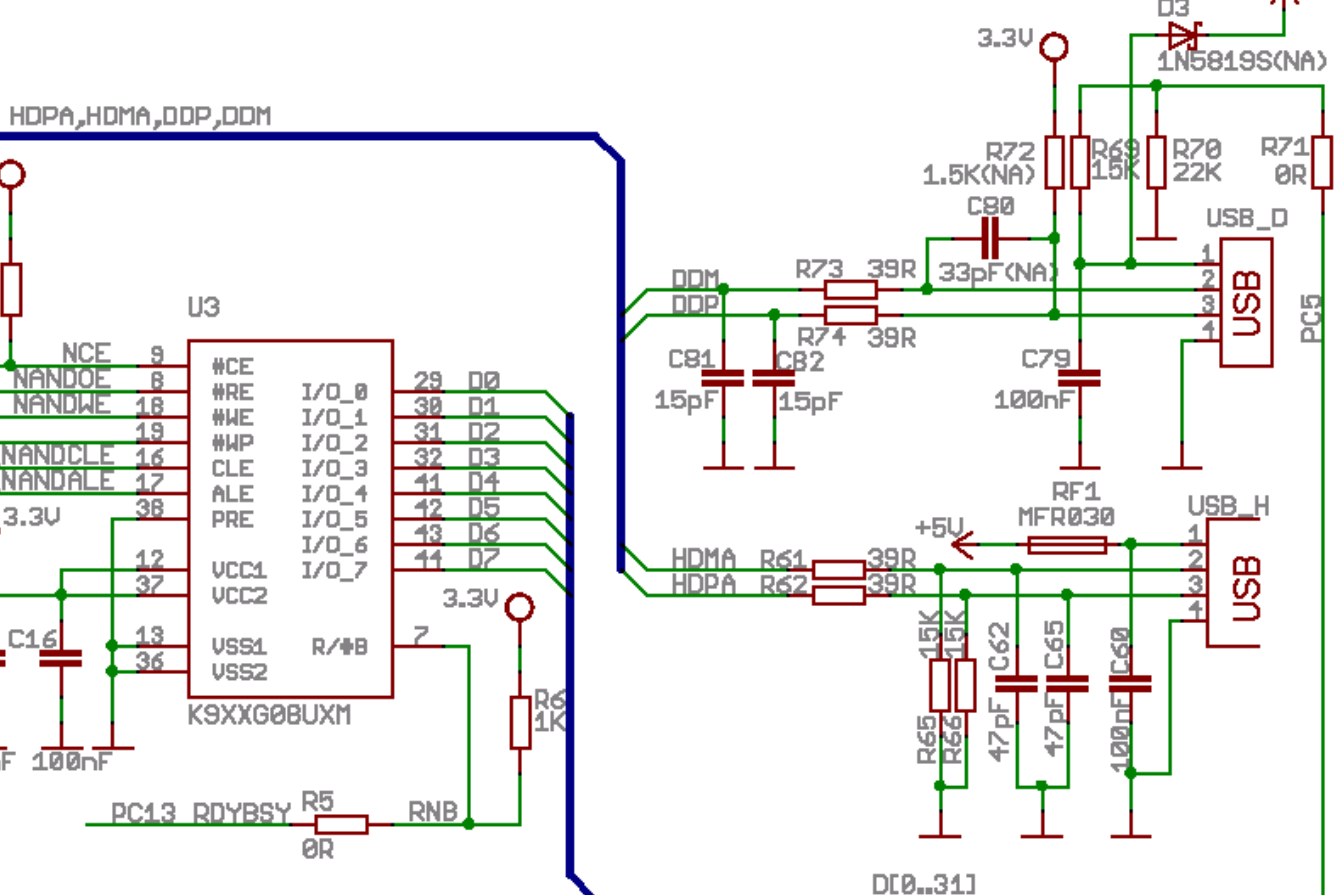 D3
3.3V
1N5819S(NA)
HDPA,HDMA,DDP,DDM
R72
1.5K(NA)
R69
15K
R70
22K
R71
0R
C80
33pF(NA)
USB_D
DDM
R73
39R
DDP
R74
39R
1
2
3
4
USB
PC5
C81
15pF
C82
15pF
C79
100nF
U3
NCE
9
#CE
NANDOE
8
#RE
I/O_0
29
D0
NANDWE
18
#WE
I/O_1
30
D1
19
#WP
I/O_2
31
D2
NANDCLE
16
CLE
I/O_3
32
D3
NANDALE
17
ALE
I/O_4
41
D4
3.3V
38
PRE
I/O_5
42
D5
I/O_6
43
D6
12
VCC1
I/O_7
44
D7
37
VCC2
13
VSS1
R/#B
7
36
VSS2
K9XXG08UXM
C16
100nF
3.3V
R6
1K
PC13
RDYBSY
R5
0R
RNB
RF1
MFR030
+5V
USB_H
HDMA
R61
39R
HDPA
R62
39R
1
2
3
4
USB
15K
R65
15K
R66
C62
47pF
C65
47pF
C60
100nF
D[0..31]